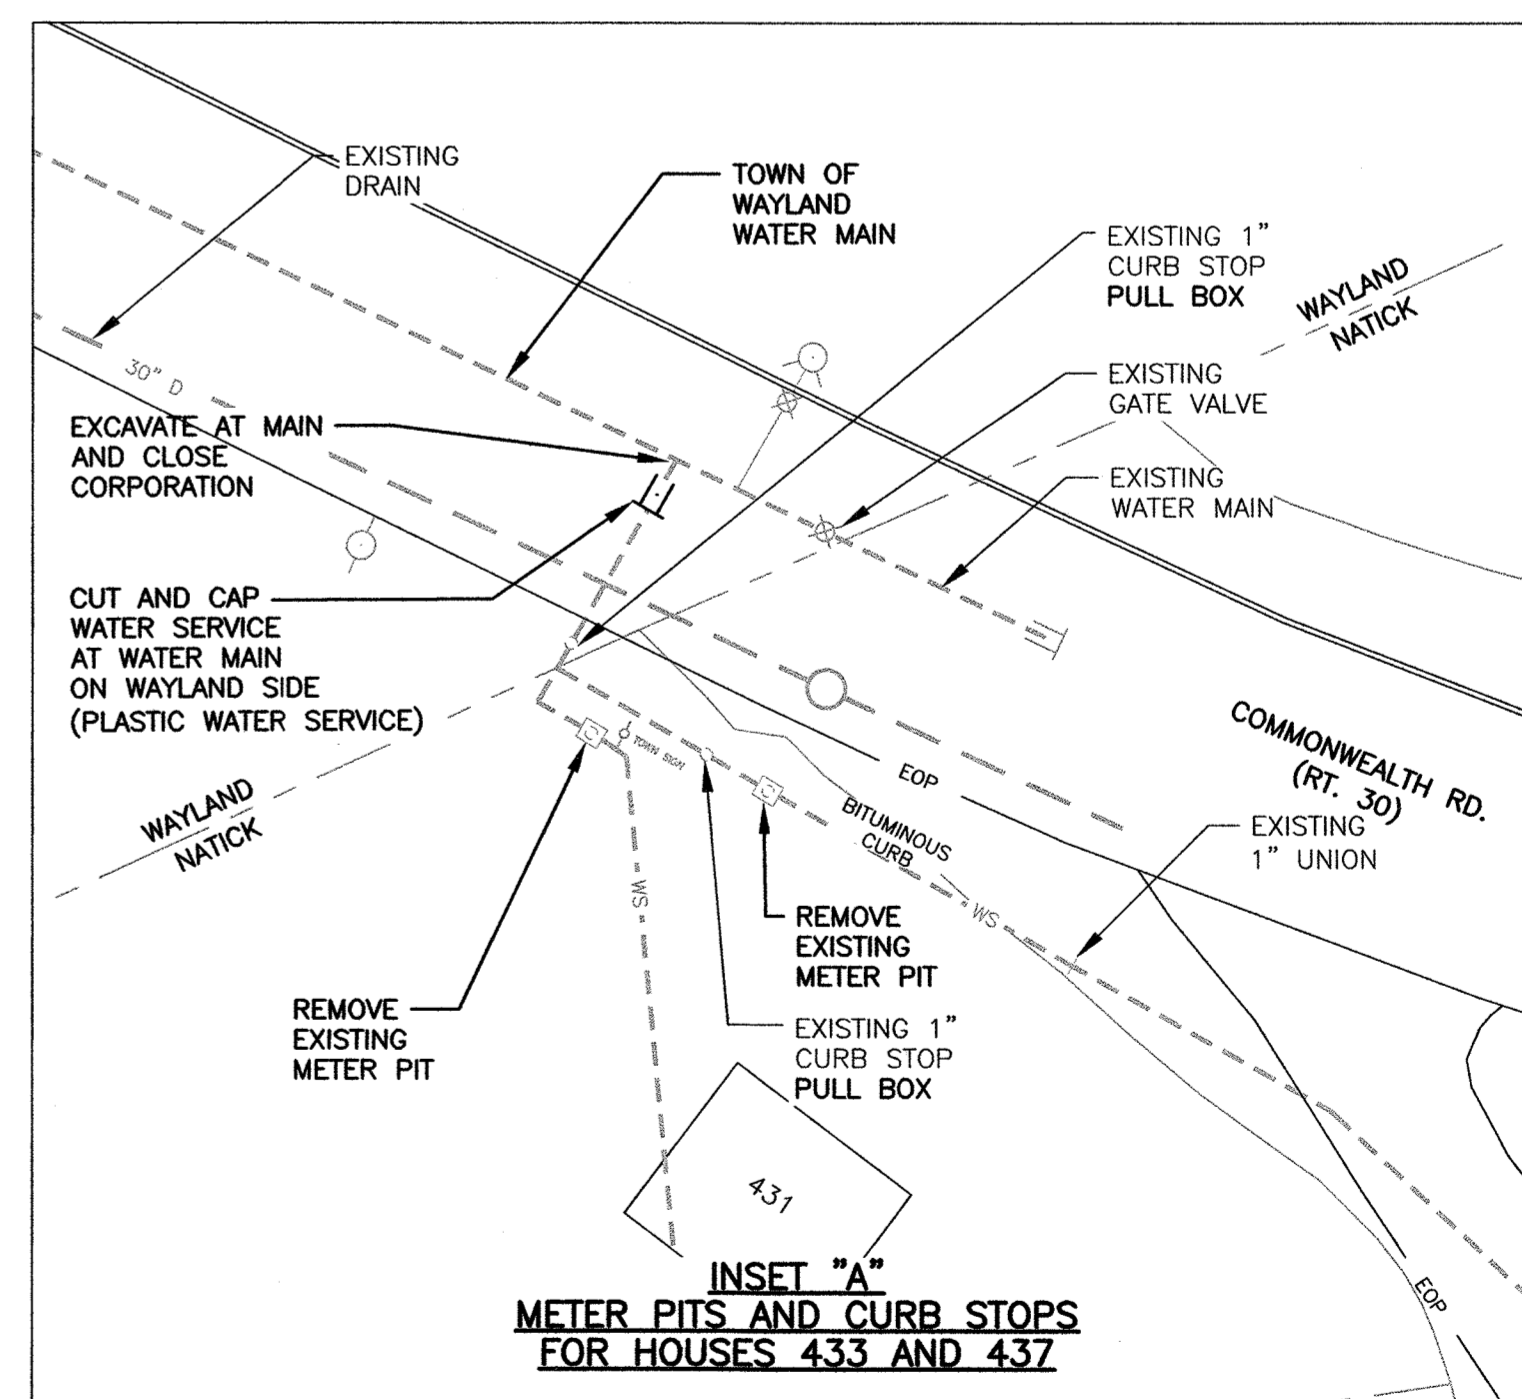 EXISTING
DRAIN
TOWN OF
WAYLAND
WATER MAIN
EXISTING 1"
CURB STOP
PULL BOX
WAYLAND
NATICK
30" D
EXISTING
GATE VALVE
EXCAVATE AT MAIN
AND CLOSE
CORPORATION
EXISTING
WATER MAIN
CUT AND CAP
WATER SERVICE
AT WATER MAIN
ON WAYLAND SIDE
(PLASTIC WATER SERVICE)
TOWN SIGN
COMMONWEALTH RD.
(RT. 30)
EOP
WAYLAND
NATICK
BITUMINOUS
CURB
EXISTING
1" UNION
WS
WS
REMOVE
EXISTING
METER PIT
REMOVE
EXISTING
METER PIT
EXISTING 1"
CURB STOP
PULL BOX
431
EOP
INSET "A"
METER PITS AND CURB STOPS
FOR HOUSES 433 AND 437